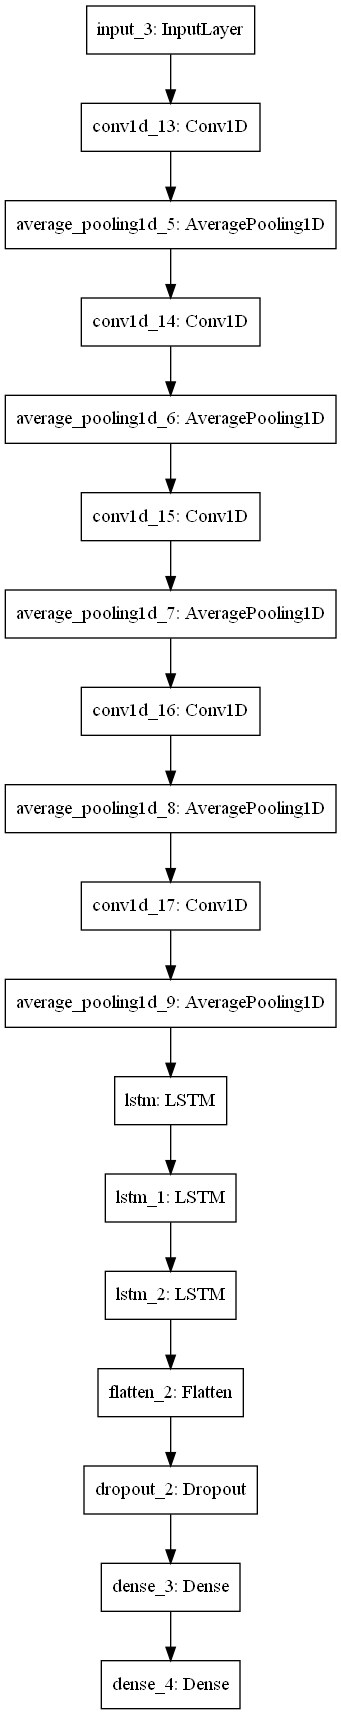 input_3: InputLayer
conv1d_13: Conv1D
average_pooling1d_5: AveragePooling1D
conv1d_14: Conv1D
average_pooling1d_6: AveragePooling1D
conv1d_15: Conv1D
average_pooling1d_7: AveragePooling1D
conv1d_16: Conv1D
average_pooling1d_8: AveragePooling1D
conv1d_17: Conv1D
average_pooling1d_9: AveragePooling1D
lstm: LSTM
lstm_1: LSTM
lstm_2: LSTM
flatten_2: Flatten
dropout_2: Dropout
dense_3: Dense
dense_4: Dense